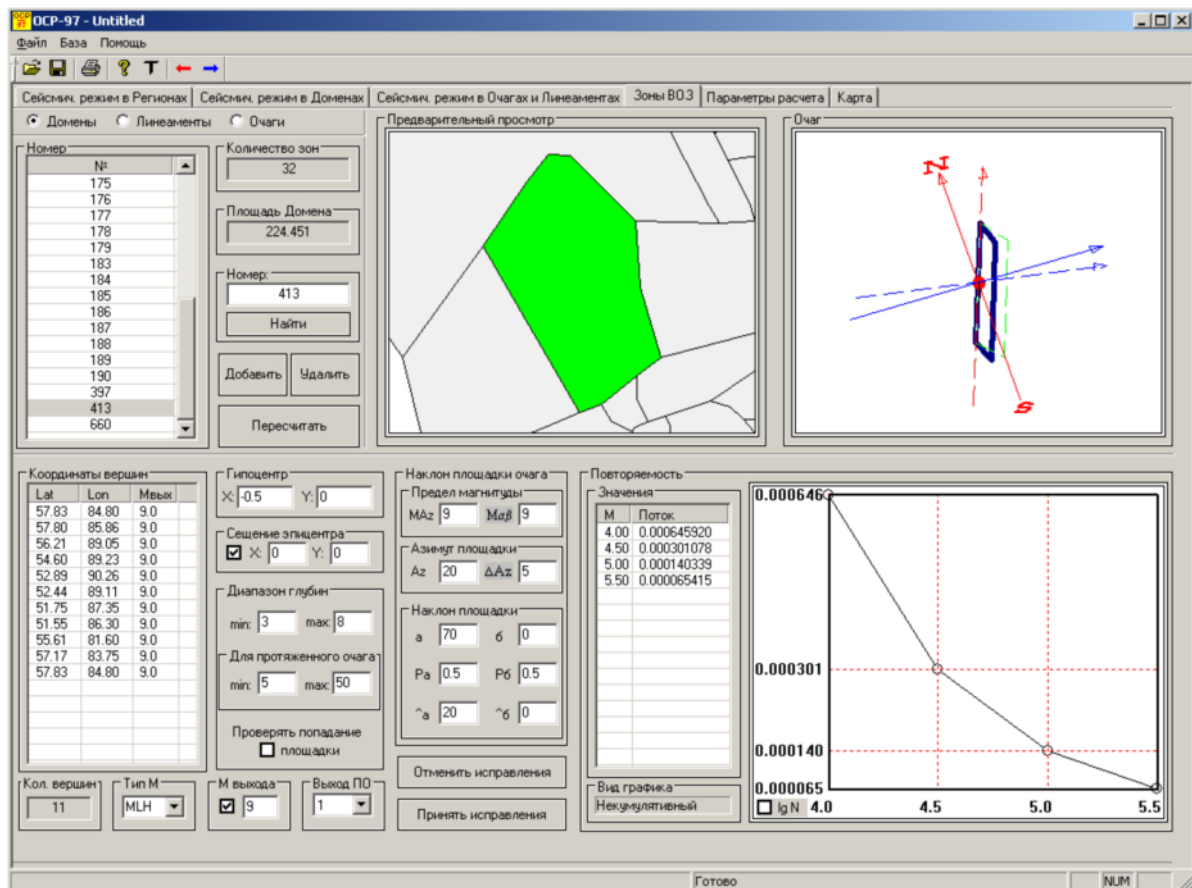 ОСР-97 - Untitled
Файл База Помощь
Сейсмич. режим в Регионах Сейсмич. режим в Доменах Сейсмич. режим в Очагах и Линеаментах Зоны ВОЗ Параметры расчета Карта
Домены Линеаменты Очаги
Номер
№
175
176
177
178
179
183
184
185
186
187
188
189
190
397
413
660
Количество зон
32
Площадь Домена
224.451
Номер:
413
Найти
Добавить Удалить
Пересчитать
Предварительный просмотр
Очаг
N
S
Координаты вершин
Lat Lon Мвых
57.83 84.80 9.0
57.80 85.86 9.0
56.21 89.05 9.0
54.60 89.23 9.0
52.89 90.26 9.0
52.44 89.11 9.0
51.75 87.35 9.0
51.55 86.30 9.0
55.61 81.60 9.0
57.17 83.75 9.0
57.83 84.80 9.0
Гипоцентр
X: -0.5 Y: 0
Сещение эпицентра
X: 0 Y: 0
Диапазон глубин
min: 3 max: 8
Для протяженного очага
min: 5 max: 50
Проверять попадание
площадки
Наклон площадки очага
Предел магнитуды
MAz 9 Mαβ 9
Азимут площадки
Az 20 ΔAz 5
Наклон площадки
а 70 б 0
Ра 0.5 Рб 0.5
^а 20 ^б 0
Отменить исправления
Принять исправления
Кол. вершин
11
Тип М
MLH
М выхода
9
Выход ПО
1
Повторяемость
Значения
М Поток
4.00 0.000645920
4.50 0.000301078
5.00 0.000140339
5.50 0.000065415
Вид графика
Некумулятивный
0.000646
0.000301
0.000140
0.000065
lg N 4.0 4.5 5.0 5.5
Готово
NUM